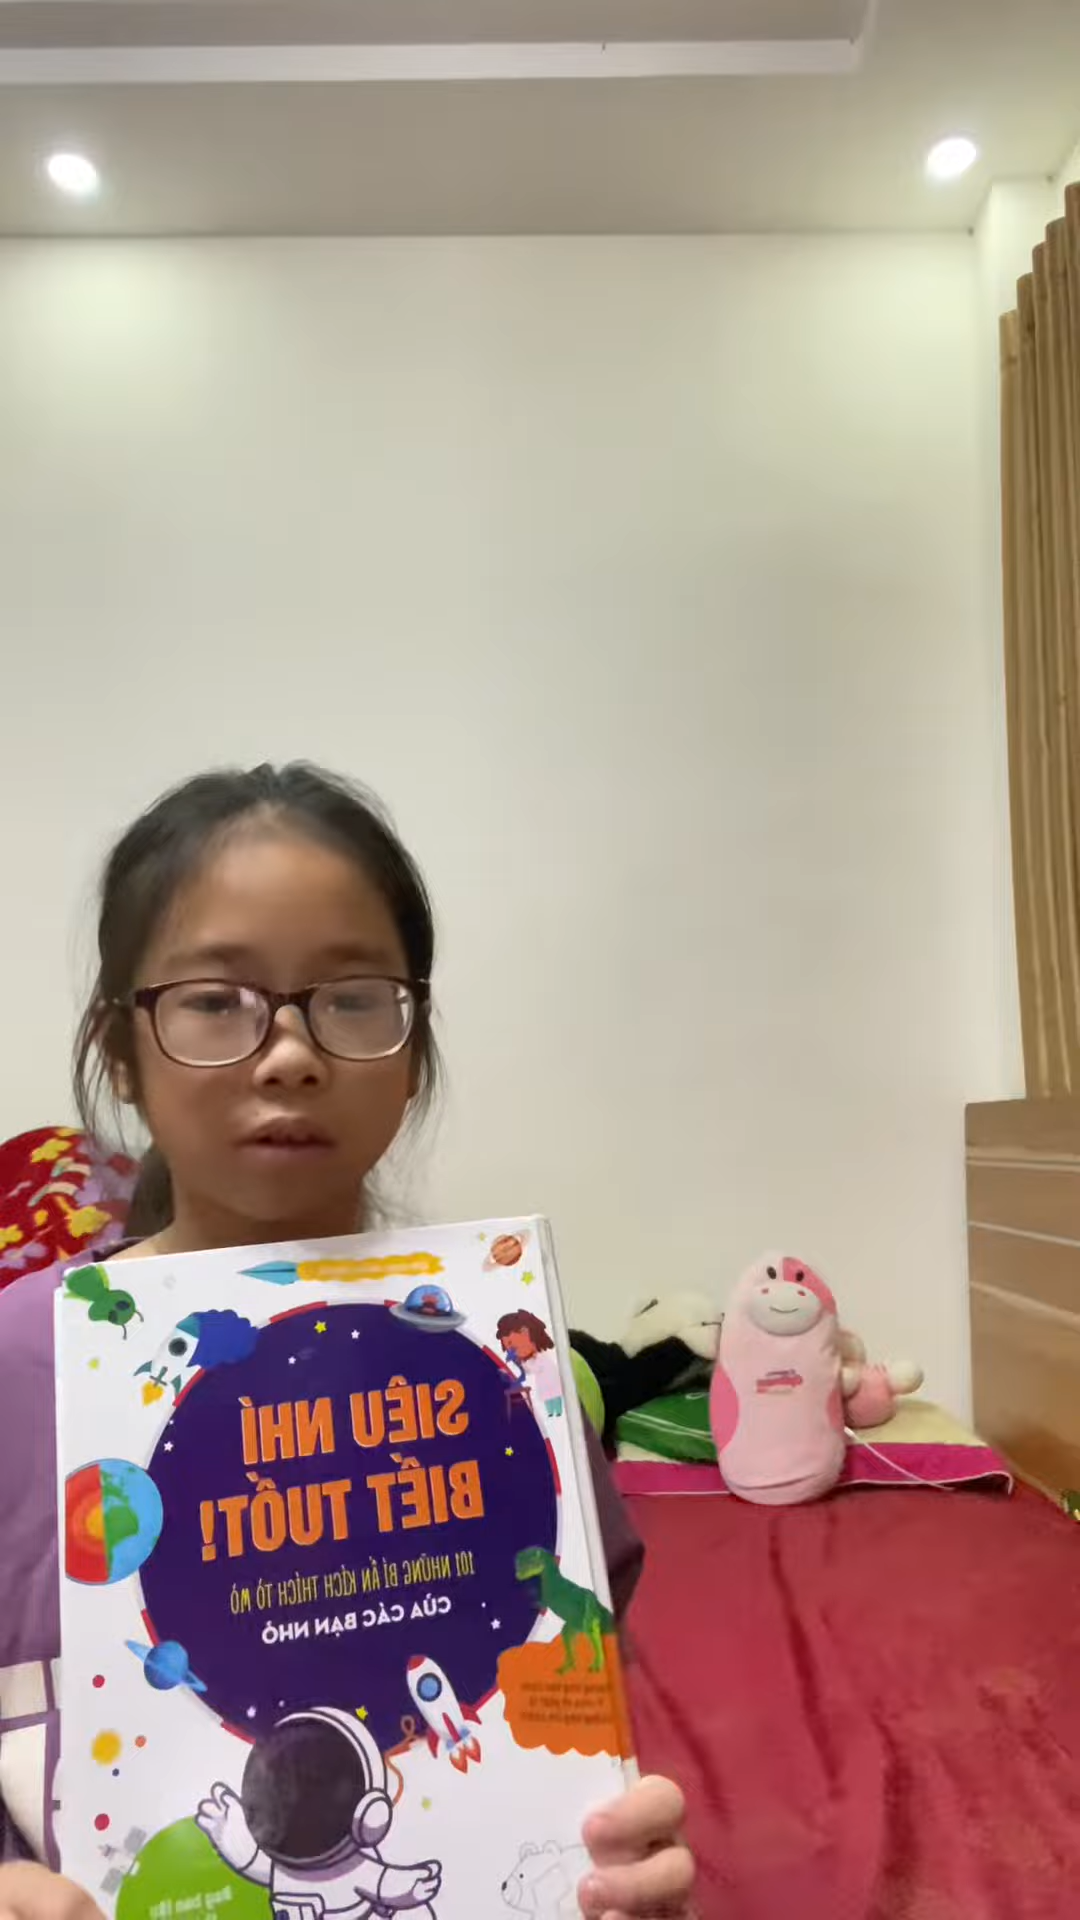 SIÊU NHÍ
BIẾT TUỐT!
101 NHỮNG BÍ ẨN KÍCH THÍCH TÒ MÒ
CỦA CÁC BẠN NHỎ